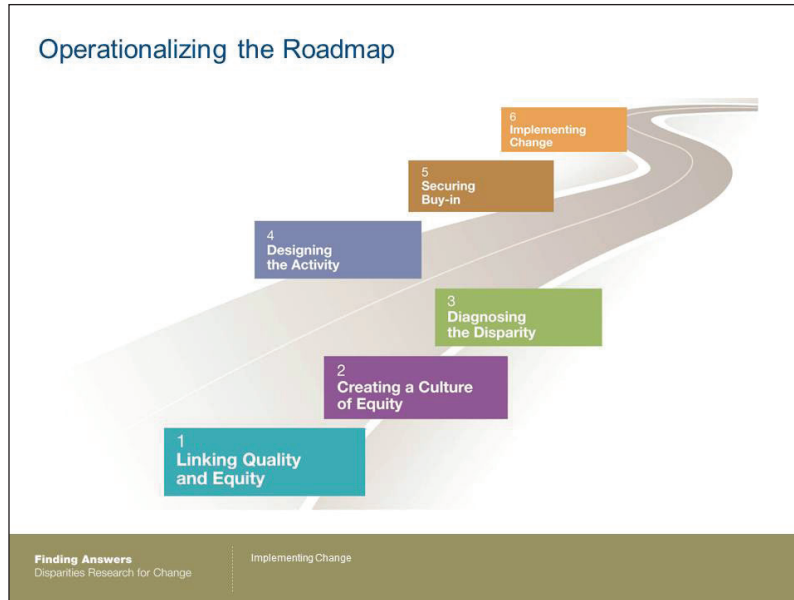 Operationalizing the Roadmap
6
Implementing
Change
5
Securing
Buy-in
4
Designing
the Activity
3
Diagnosing
the Disparity
2
Creating a Culture
of Equity
1
Linking Quality
and Equity
Finding Answers
Disparities Research for Change
Implementing Change